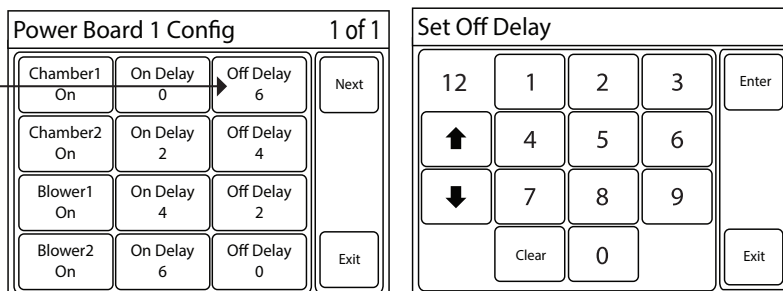 Power Board 1 Config 1 of 1
Chamber1 On Delay Off Delay Next
On 0 6
Chamber2 On Delay Off Delay
On 2 4
Blower1 On Delay Off Delay
On 4 2
Blower2 On Delay Off Delay Exit
On 6 0
Set Off Delay
12 1 2 3 Enter
4 5 6
7 8 9
Clear 0 Exit